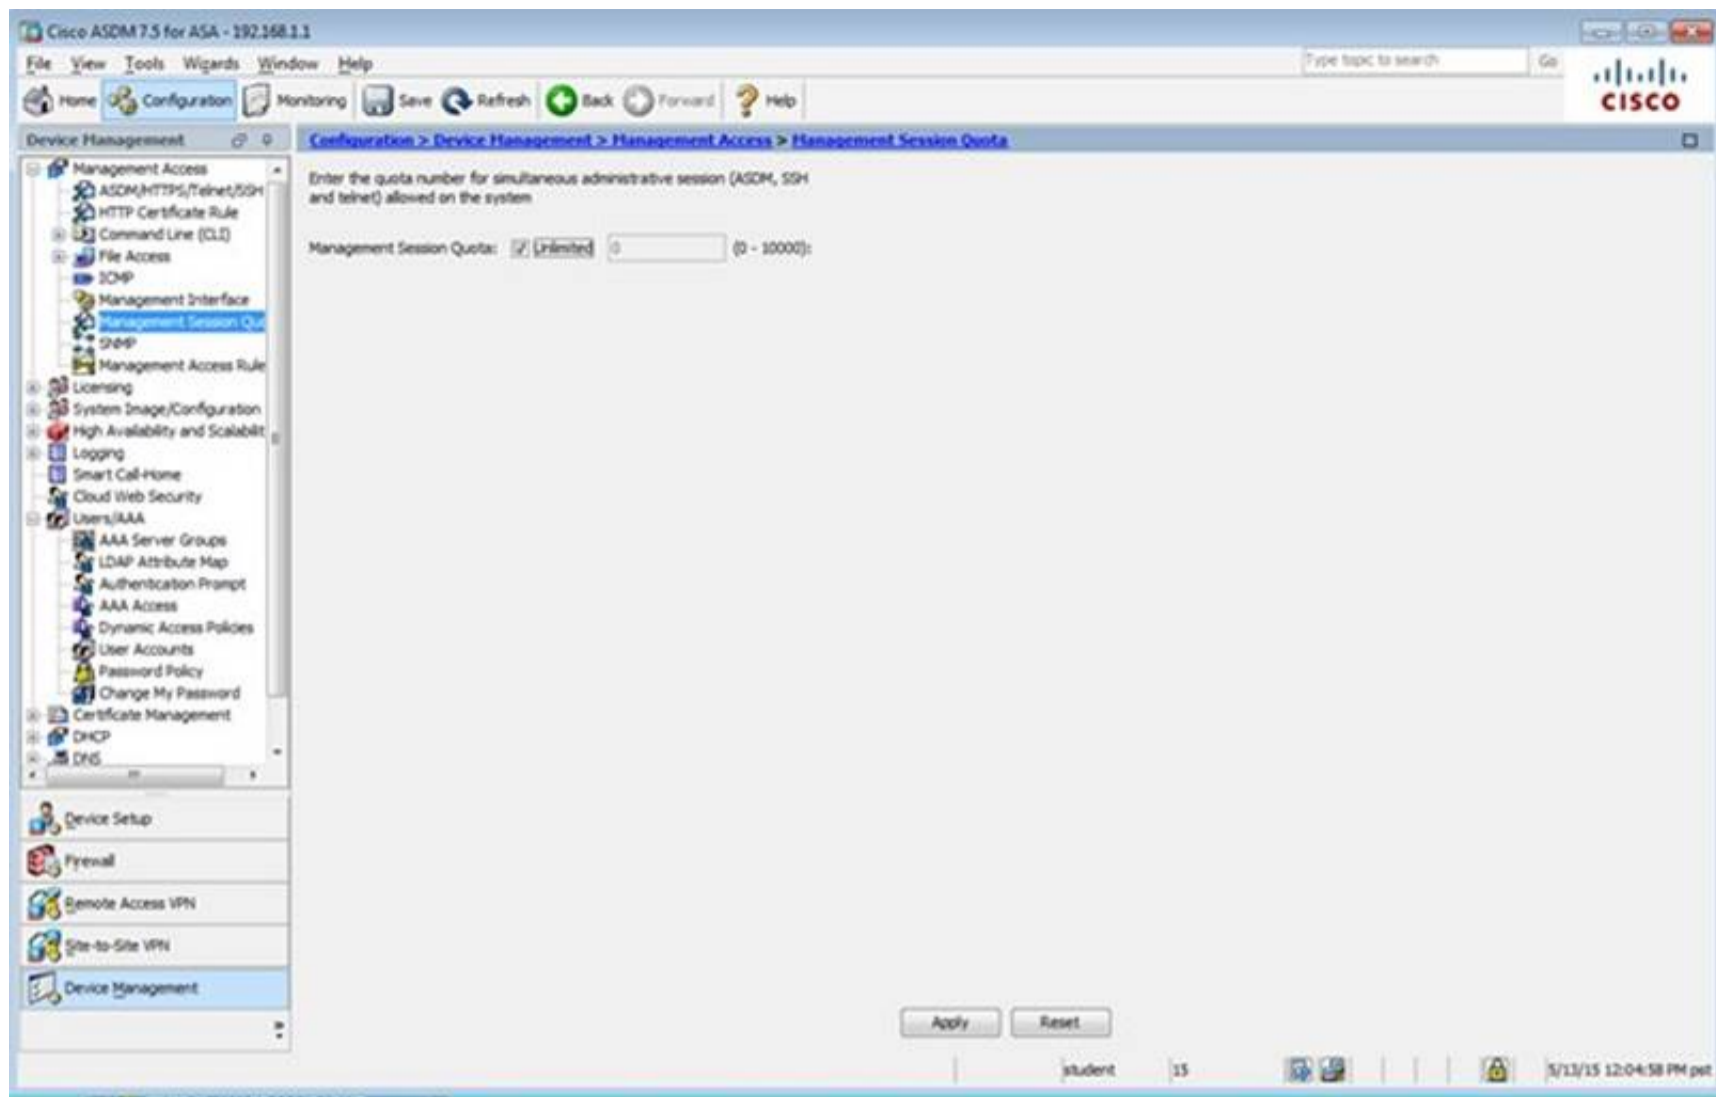 Cisco ASDM 7.5 for ASA - 192.168.1.1
File View Tools Wizards Window Help
Type topic to search Go
CISCO
Home Configuration Monitoring Save Refresh Back Forward Help
Device Management
Configuration > Device Management > Management Access > Management Session Quota
Management Access
ASDM/HTTPS/Telnet/SSH
HTTP Certificate Rule
Command Line (CLI)
File Access
ICMP
Management Interface
Management Session Quo
SNMP
Management Access Rule
Licensing
System Image/Configuration
High Availability and Scalabilit
Logging
Smart Call-Home
Cloud Web Security
Users/AAA
AAA Server Groups
LDAP Attribute Map
Authentication Prompt
AAA Access
Dynamic Access Policies
User Accounts
Password Policy
Change My Password
Certificate Management
DHCP
DNS
Device Setup
Firewall
Remote Access VPN
Site-to-Site VPN
Device Management
Enter the quota number for simultaneous administrative session (ASDM, SSH
and telnet) allowed on the system
Management Session Quota: Unlimited 0 (0 - 10000):
Apply Reset
student 15 5/13/15 12:04:58 PM pst